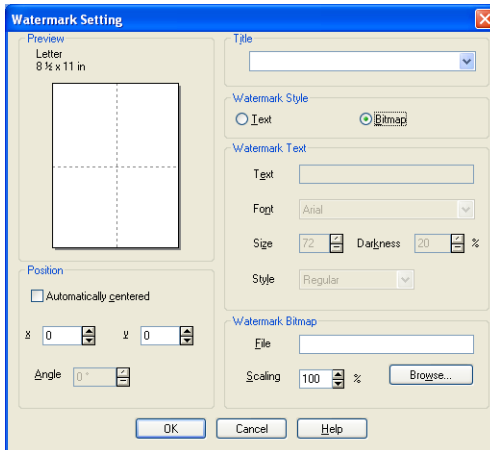 Watermark Setting
Preview
Letter
8 ½ x 11 in
Title
Watermark Style
Text
Bitmap
Watermark Text
Text
Font Arial
Size 72 Darkness 20 %
Style Regular
Position
Automatically centered
x 0 y 0
Angle 0 °
Watermark Bitmap
File
Scaling 100 % Browse...
OK Cancel Help